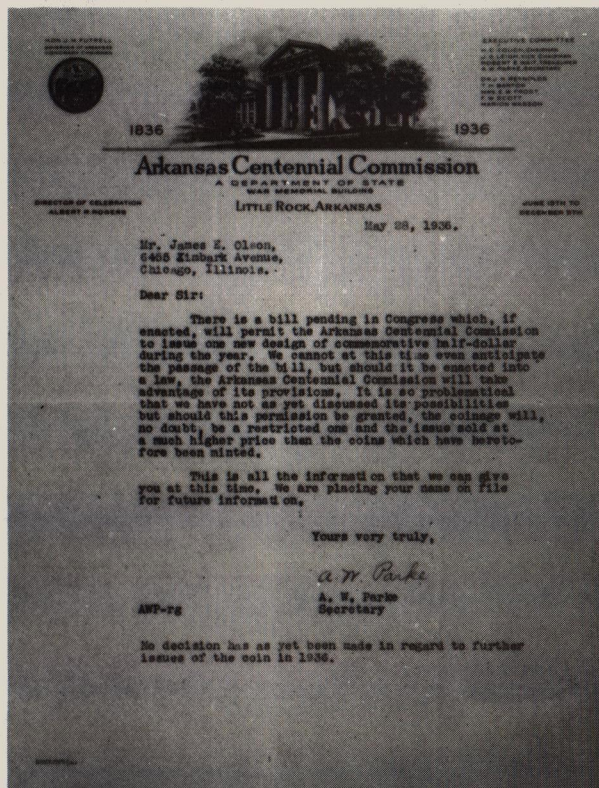 HON. J. M. FUTRELL
EXECUTIVE COMMITTEE
1836
1936
Arkansas Centennial Commission
A DEPARTMENT OF STATE
WAR MEMORIAL BUILDING
LITTLE ROCK, ARKANSAS
DIRECTOR OF CELEBRATION
ALBERT R. ROGERS
JUNE 15TH TO
DECEMBER 5TH
May 28, 1936.
Mr. James E. Olson,
6455 Kimbark Avenue,
Chicago, Illinois.
Dear Sir:
There is a bill pending in Congress which, if
enacted, will permit the Arkansas Centennial Commission
to issue one new design of commemorative half-dollar
during the year. We cannot at this time even anticipate
the passage of the bill, but should it be enacted into
a law, the Arkansas Centennial Commission will take
advantage of its provisions. It is so problematical
that we have not as yet discussed its possibilities
but should this permission be granted, the coinage will,
no doubt, be a restricted one and the issue sold at
a much higher price than the coins which have hereto-
fore been minted.
This is all the information that we can give
you at this time. We are placing your name on file
for future information.
Yours very truly,
A. W. Parke
A. W. Parke
AWP-rg Secretary
No decision has as yet been made in regard to further
issues of the coin in 1936.